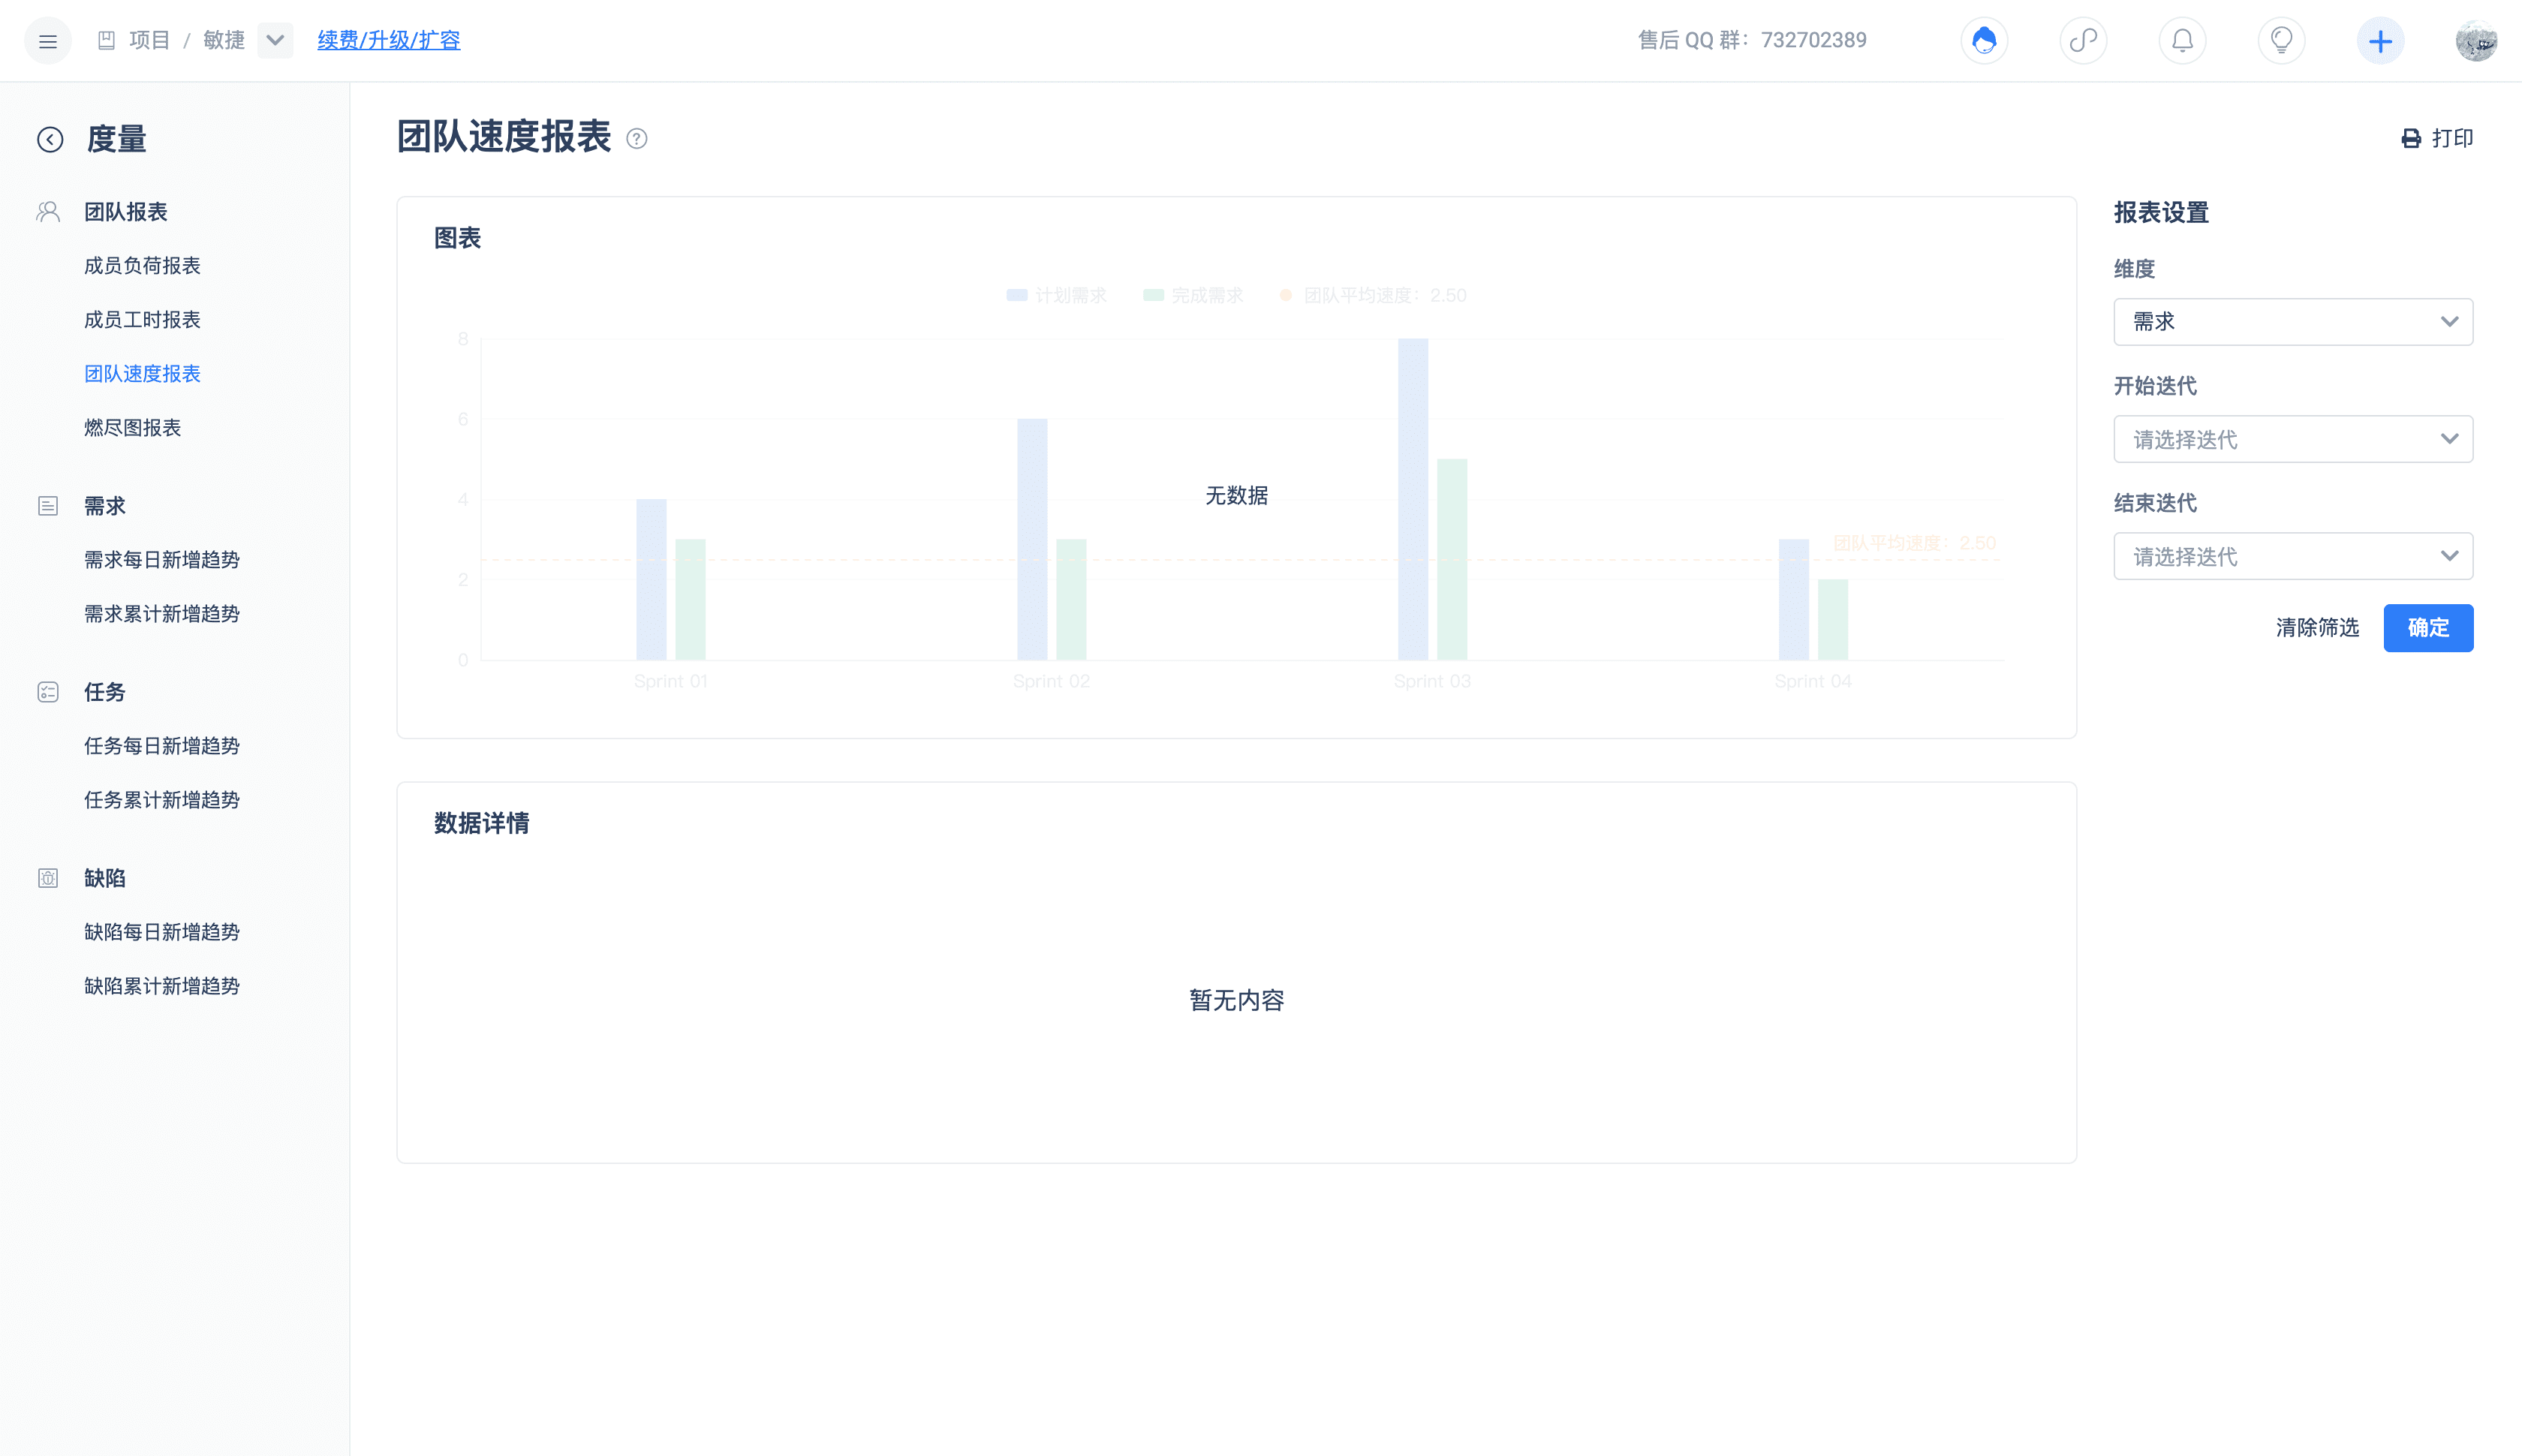 项目 / 敏捷
续费/升级/扩容
售后 QQ 群：732702389
度量
团队报表
成员负荷报表
成员工时报表
团队速度报表
燃尽图报表
需求
需求每日新增趋势
需求累计新增趋势
任务
任务每日新增趋势
任务累计新增趋势
缺陷
缺陷每日新增趋势
缺陷累计新增趋势
团队速度报表 ?
打印
图表
计划需求 完成需求 团队平均速度：2.50
8
6
4
2
0
无数据
团队平均速度：2.50
Sprint 01 Sprint 02 Sprint 03 Sprint 04
数据详情
暂无内容
报表设置
维度
需求
开始迭代
请选择迭代
结束迭代
请选择迭代
清除筛选 确定